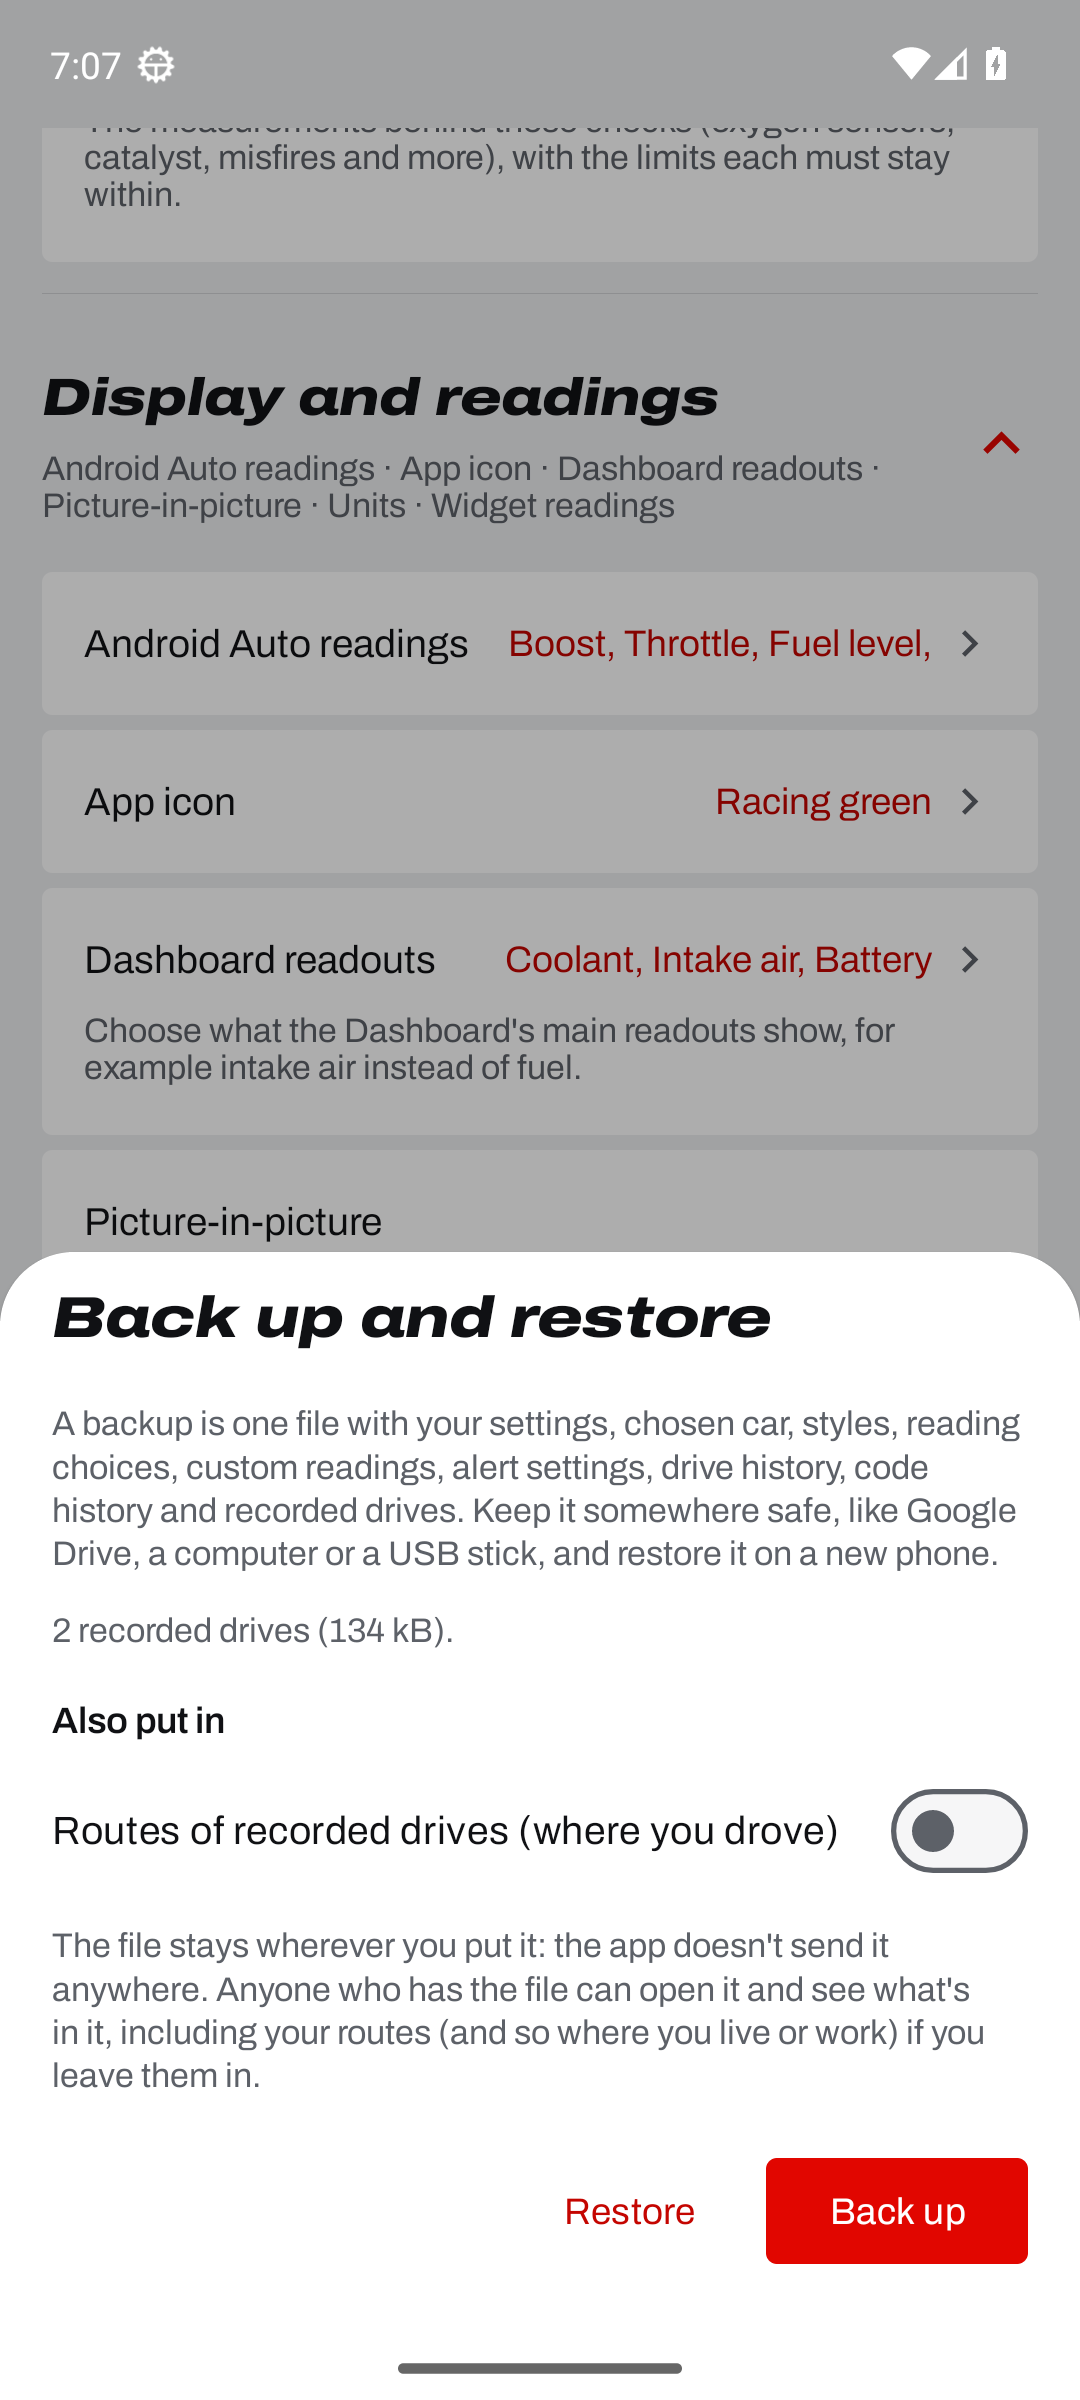 7:07
The measurements behind these checks (oxygen sensors,
catalyst, misfires and more), with the limits each must stay
within.
Display and readings
Android Auto readings · App icon · Dashboard readouts ·
Picture-in-picture · Units · Widget readings
Android Auto readings Boost, Throttle, Fuel level,
App icon Racing green
Dashboard readouts Coolant, Intake air, Battery
Choose what the Dashboard's main readouts show, for
example intake air instead of fuel.
Picture-in-picture
Back up and restore
A backup is one file with your settings, chosen car, styles, reading
choices, custom readings, alert settings, drive history, code
history and recorded drives. Keep it somewhere safe, like Google
Drive, a computer or a USB stick, and restore it on a new phone.
2 recorded drives (134 kB).
Also put in
Routes of recorded drives (where you drove)
The file stays wherever you put it: the app doesn't send it
anywhere. Anyone who has the file can open it and see what's
in it, including your routes (and so where you live or work) if you
leave them in.
Restore Back up